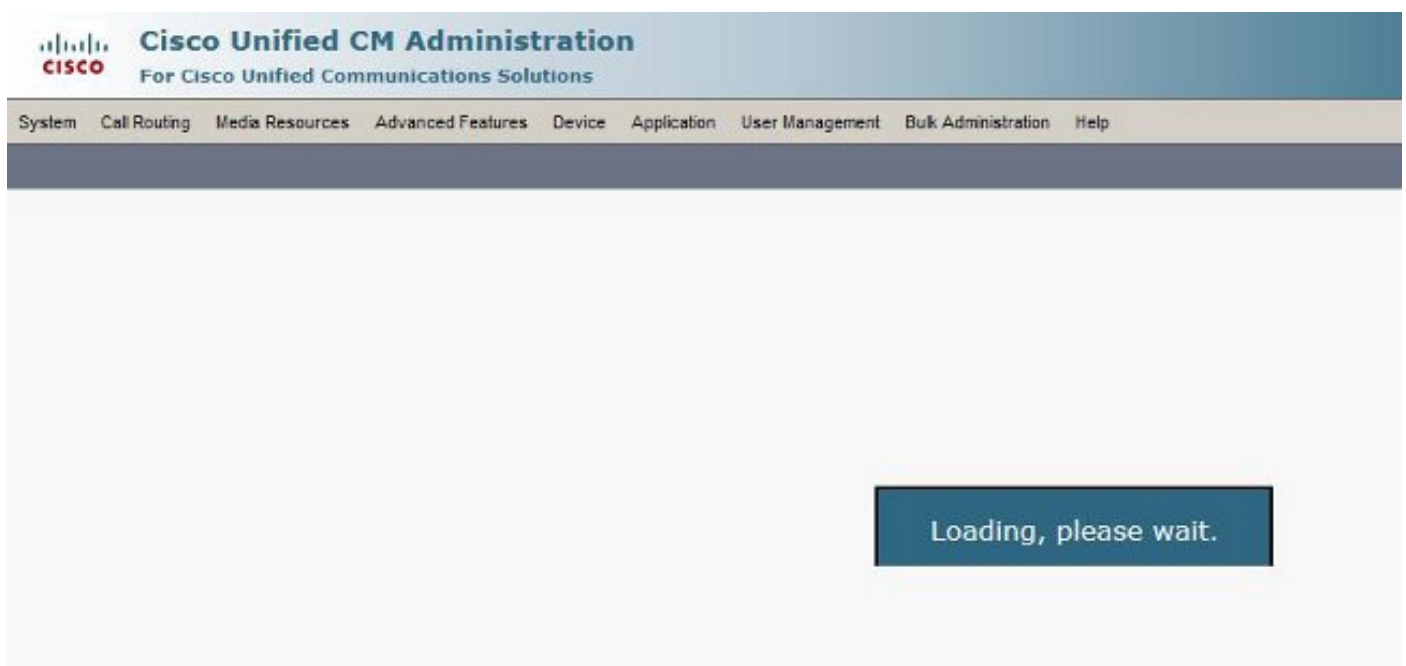 CISCO
Cisco Unified CM Administration
For Cisco Unified Communications Solutions
System Call Routing Media Resources Advanced Features Device Application User Management Bulk Administration Help
Loading, please wait.